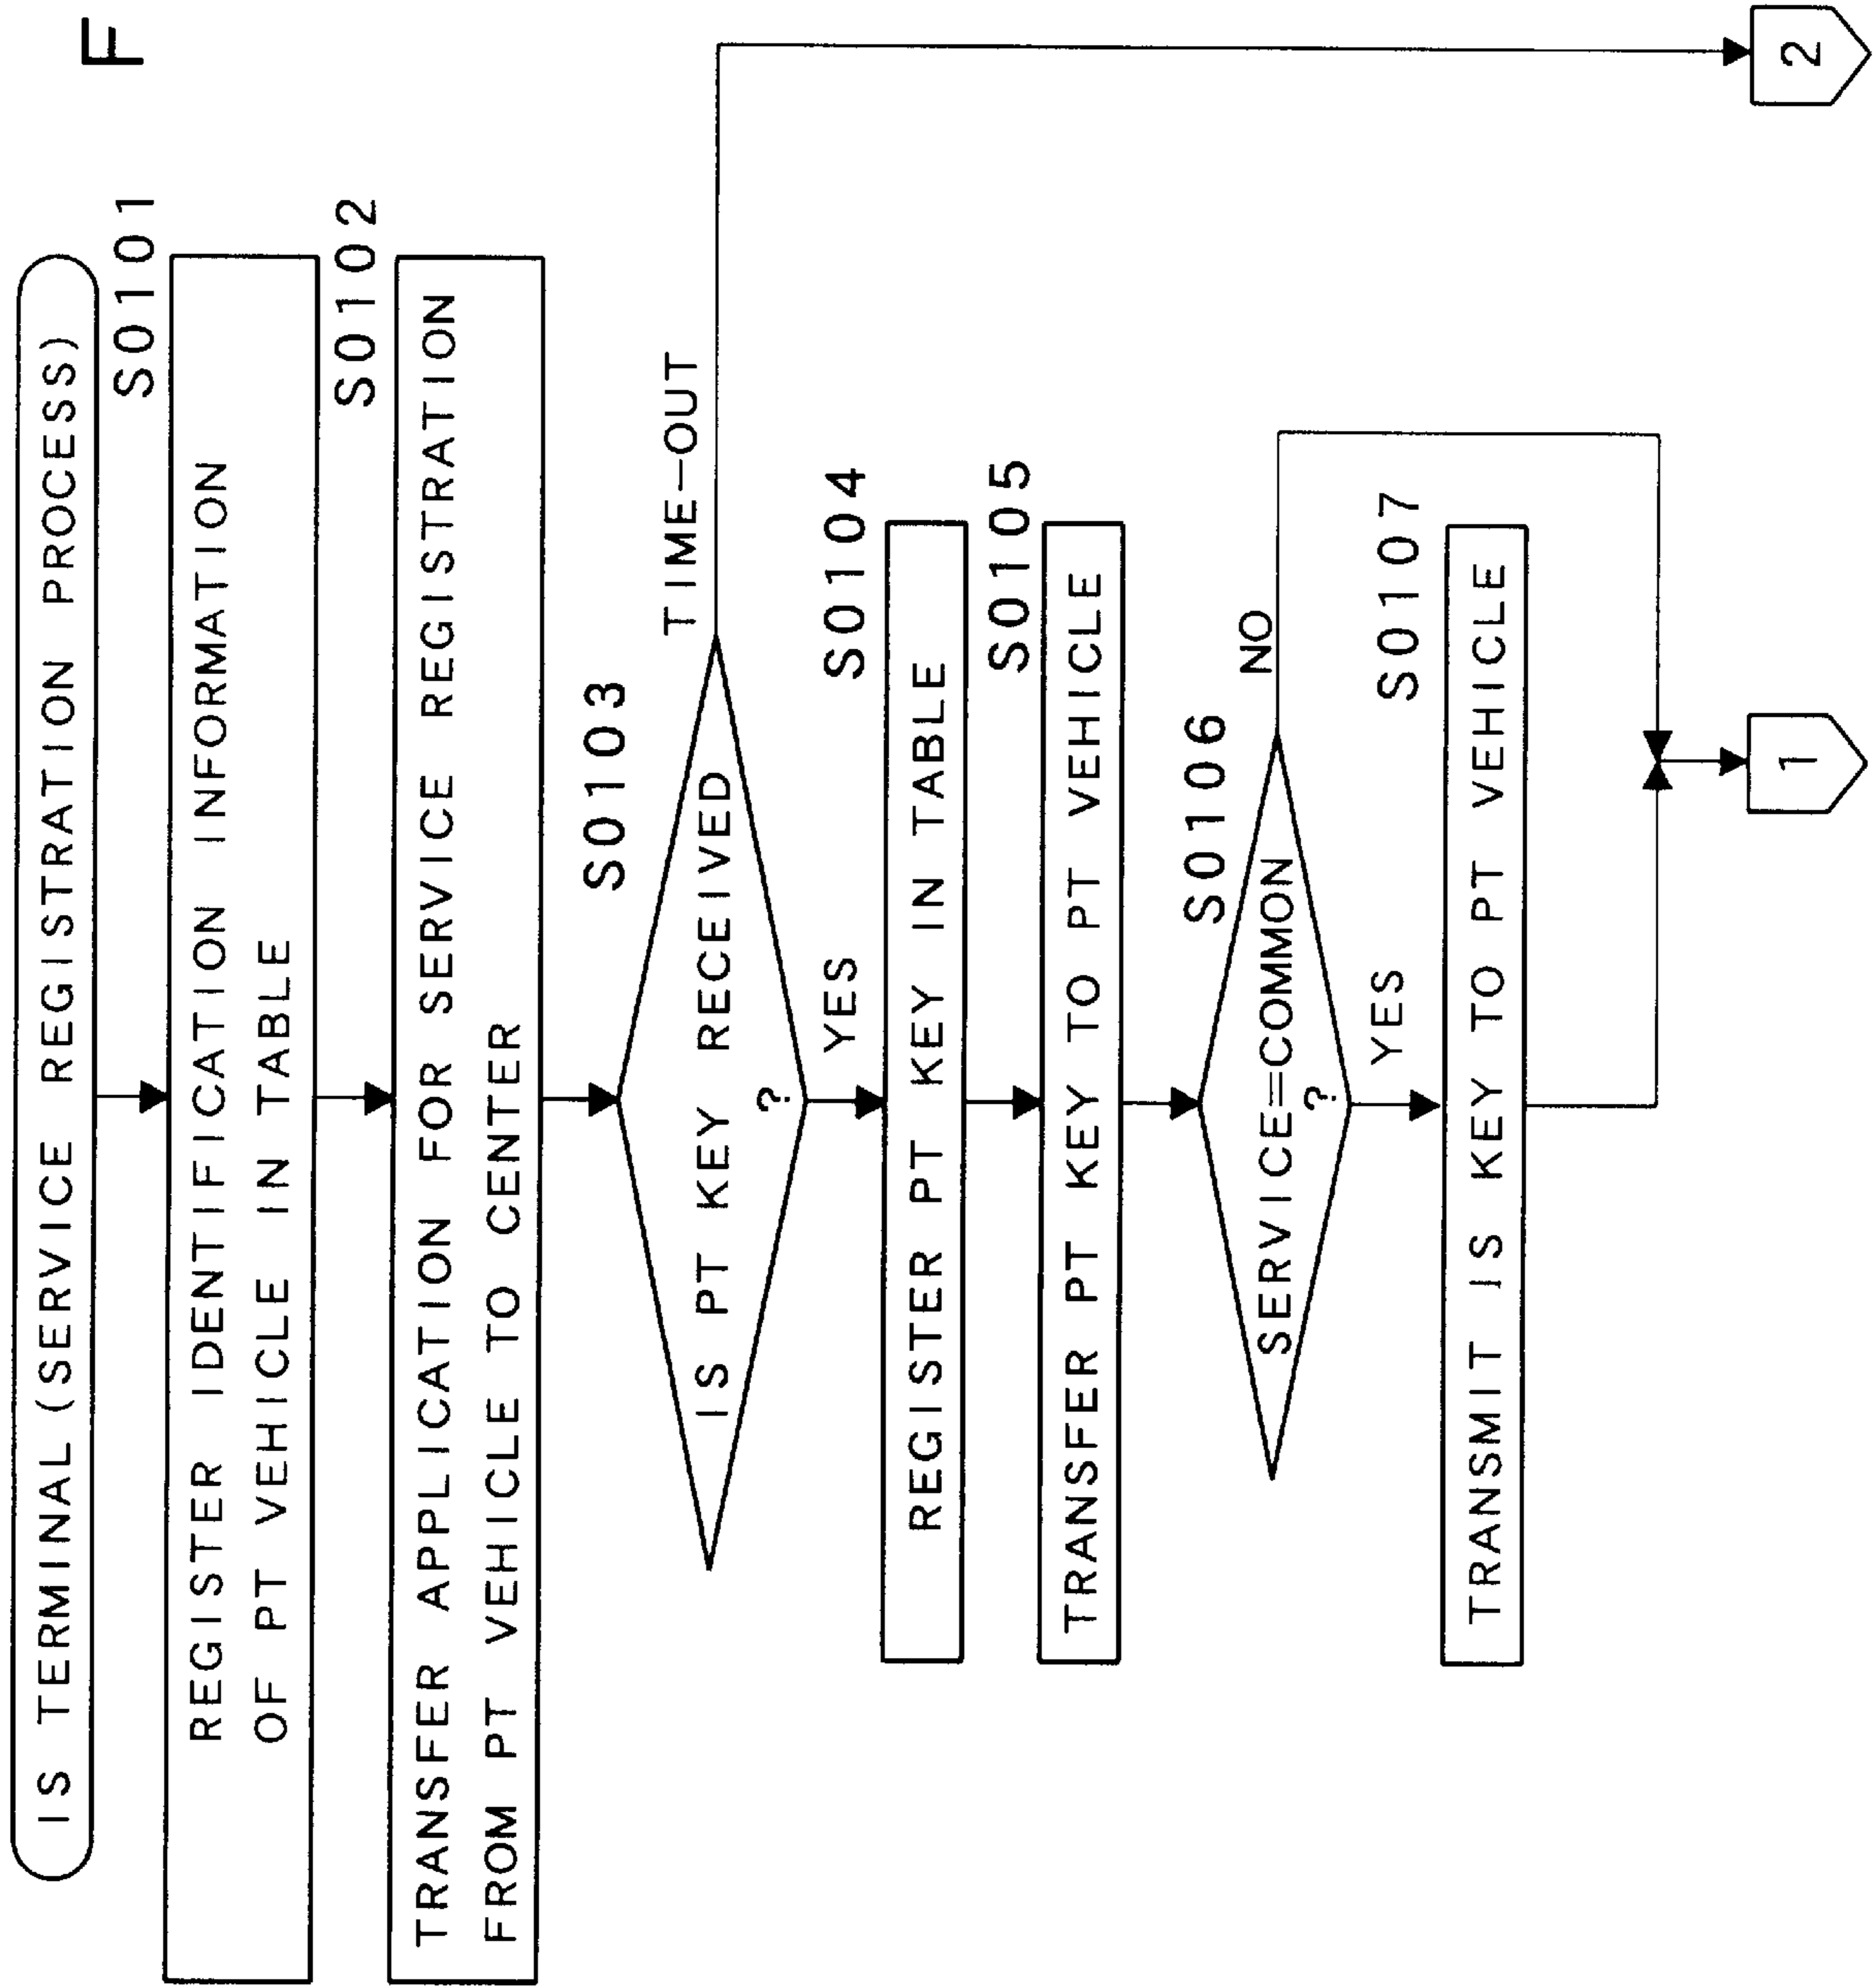 F
IS TERMINAL(SERVICE REGISTRATION PROCESS)
S0101
REGISTER IDENTIFICATION INFORMATION
OF PT VEHICLE IN TABLE
S0102
TRANSFER APPLICATION FOR SERVICE REGISTRATION
FROM PT VEHICLE TO CENTER
S0103
IS PT KEY RECEIVED
?
TIME-OUT
YES
S0104
REGISTER PT KEY IN TABLE
S0105
TRANSFER PT KEY TO PT VEHICLE
S0106
SERVICE=COMMON
?
NO
YES
S0107
TRANSMIT IS KEY TO PT VEHICLE
1
2